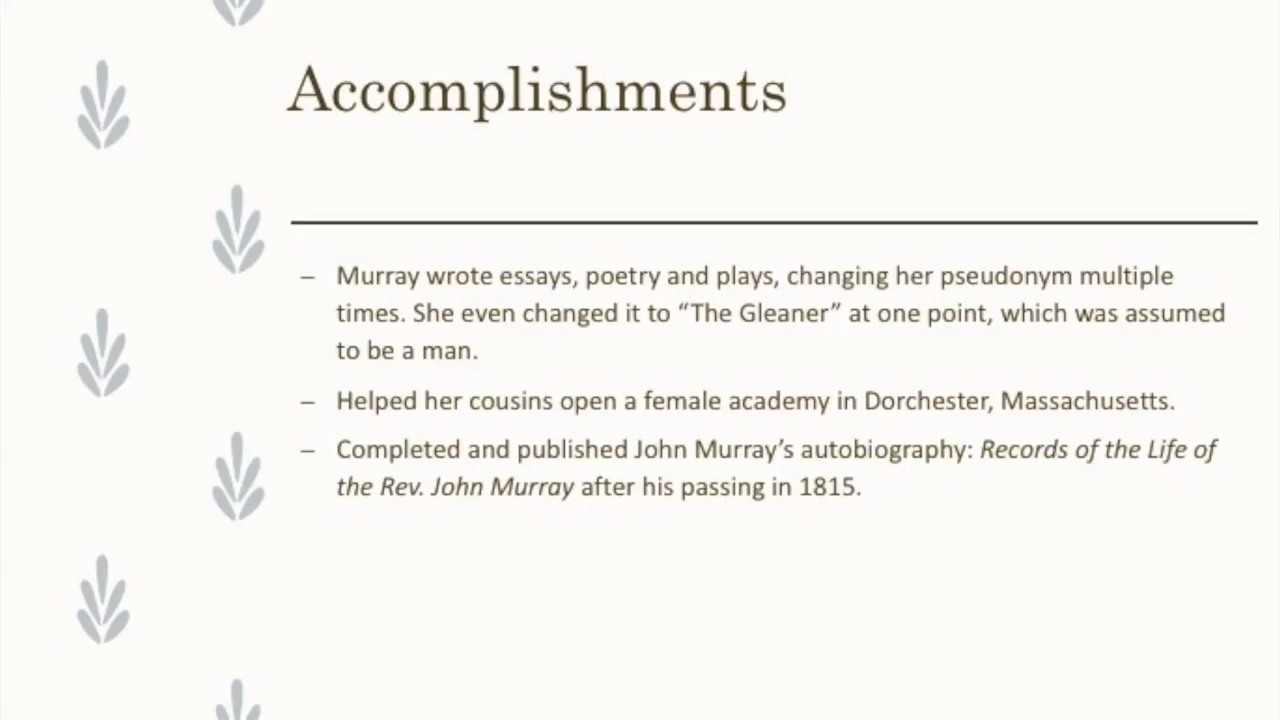 Accomplishments
– Murray wrote essays, poetry and plays, changing her pseudonym multiple
times. She even changed it to “The Gleaner” at one point, which was assumed
to be a man.
– Helped her cousins open a female academy in Dorchester, Massachusetts.
– Completed and published John Murray’s autobiography: Records of the Life of
the Rev. John Murray after his passing in 1815.